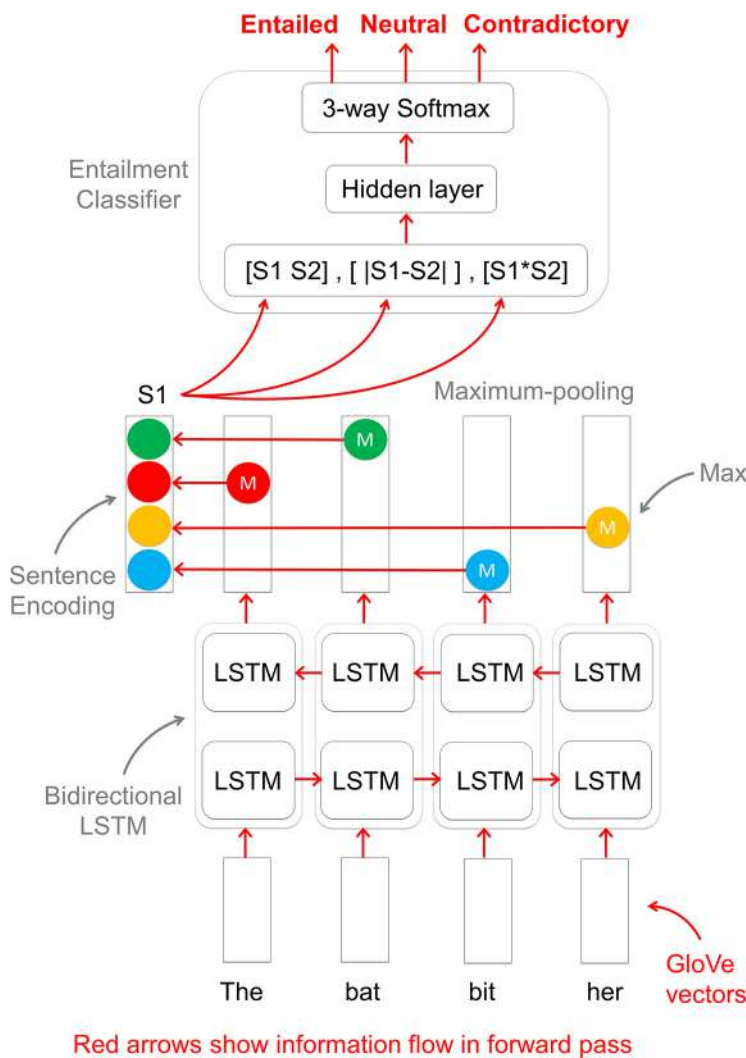 Entailed Neutral Contradictory
3-way Softmax
Entailment
Classifier
Hidden layer
[S1 S2] , [ |S1-S2| ] , [S1*S2]
S1
Maximum-pooling
M
M
Max
M
M
Sentence
Encoding
LSTM LSTM LSTM LSTM
LSTM LSTM LSTM LSTM
Bidirectional
LSTM
GloVe
vectors
The bat bit her
Red arrows show information flow in forward pass